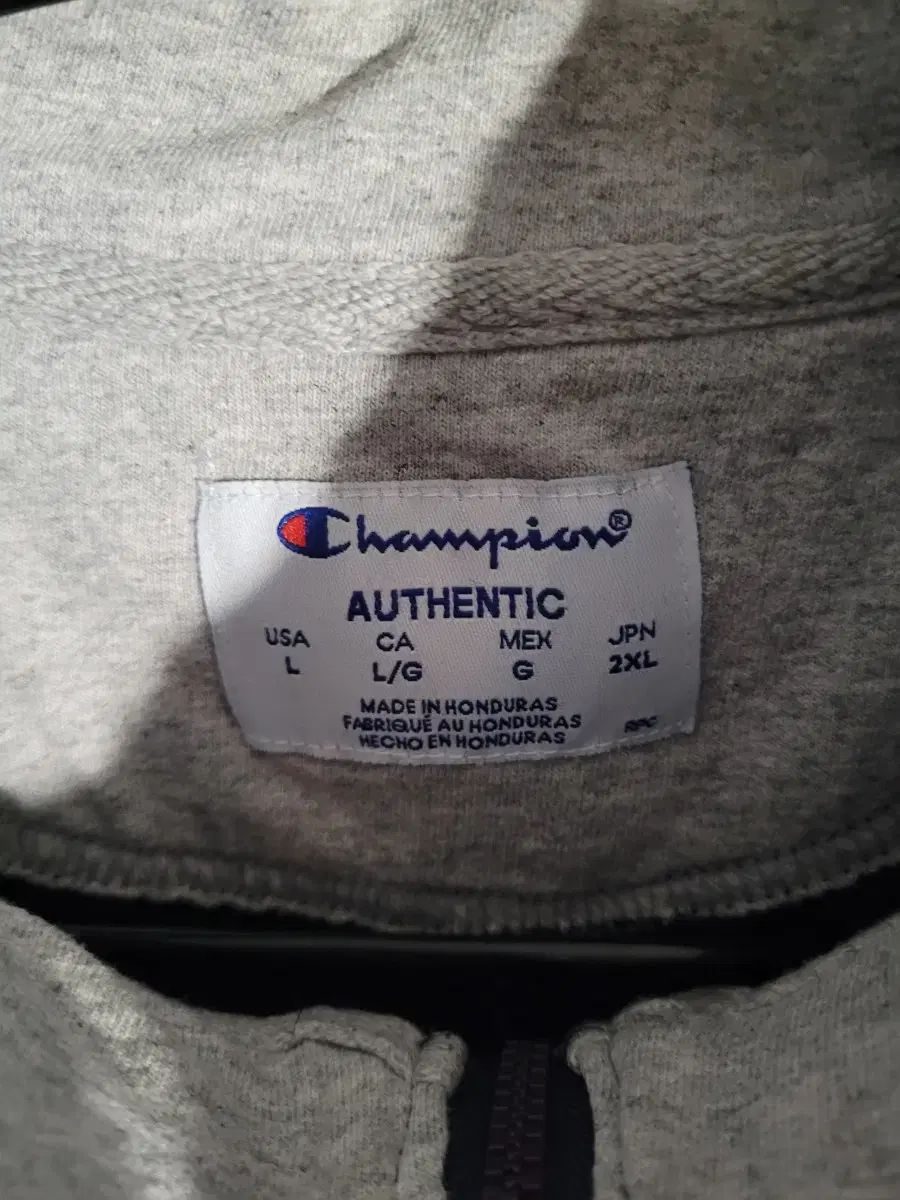 Champion®
AUTHENTIC
USA CA MEX JPN
L L/G G 2XL
MADE IN HONDURAS
FABRIQUÉ AU HONDURAS
HECHO EN HONDURAS RPC